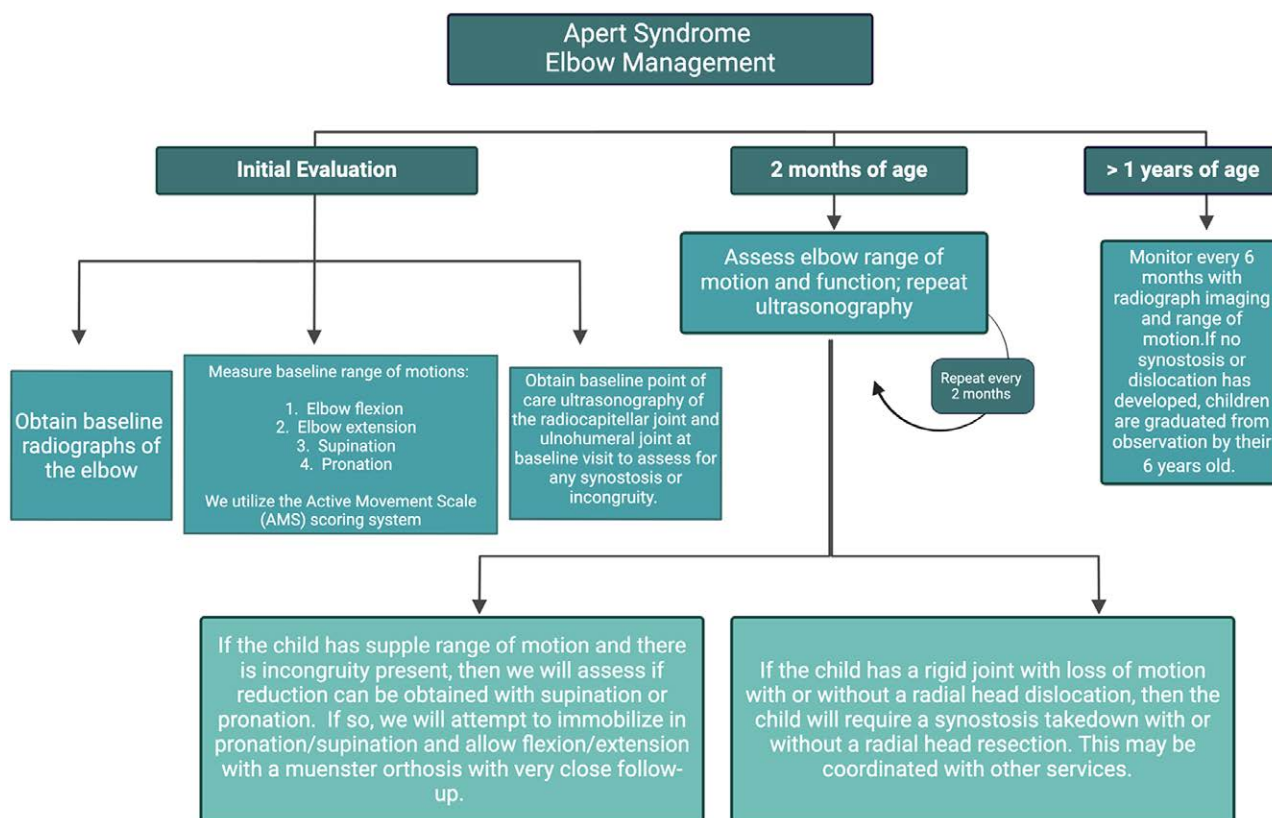 Apert Syndrome
Elbow Management
Initial Evaluation
2 months of age
> 1 years of age
Obtain baseline
radiographs of
the elbow
Measure baseline range of motions:
1. Elbow flexion
2. Elbow extension
3. Supination
4. Pronation
We utilize the Active Movement Scale
(AMS) scoring system
Obtain baseline point of
care ultrasonography of
the radiocapitellar joint and
ulnohumeral joint at
baseline visit to assess for
any synostosis or
incongruity.
Assess elbow range of
motion and function; repeat
ultrasonography
Repeat every
2 months
Monitor every 6
months with
radiograph imaging
and range of
motion.If no
synostosis or
dislocation has
developed, children
are graduated from
observation by their
6 years old.
If the child has supple range of motion and there
is incongruity present, then we will assess if
reduction can be obtained with supination or
pronation. If so, we will attempt to immobilize in
pronation/supination and allow flexion/extension
with a muenster orthosis with very close follow-
up.
If the child has a rigid joint with loss of motion
with or without a radial head dislocation, then the
child will require a synostosis takedown with or
without a radial head resection. This may be
coordinated with other services.